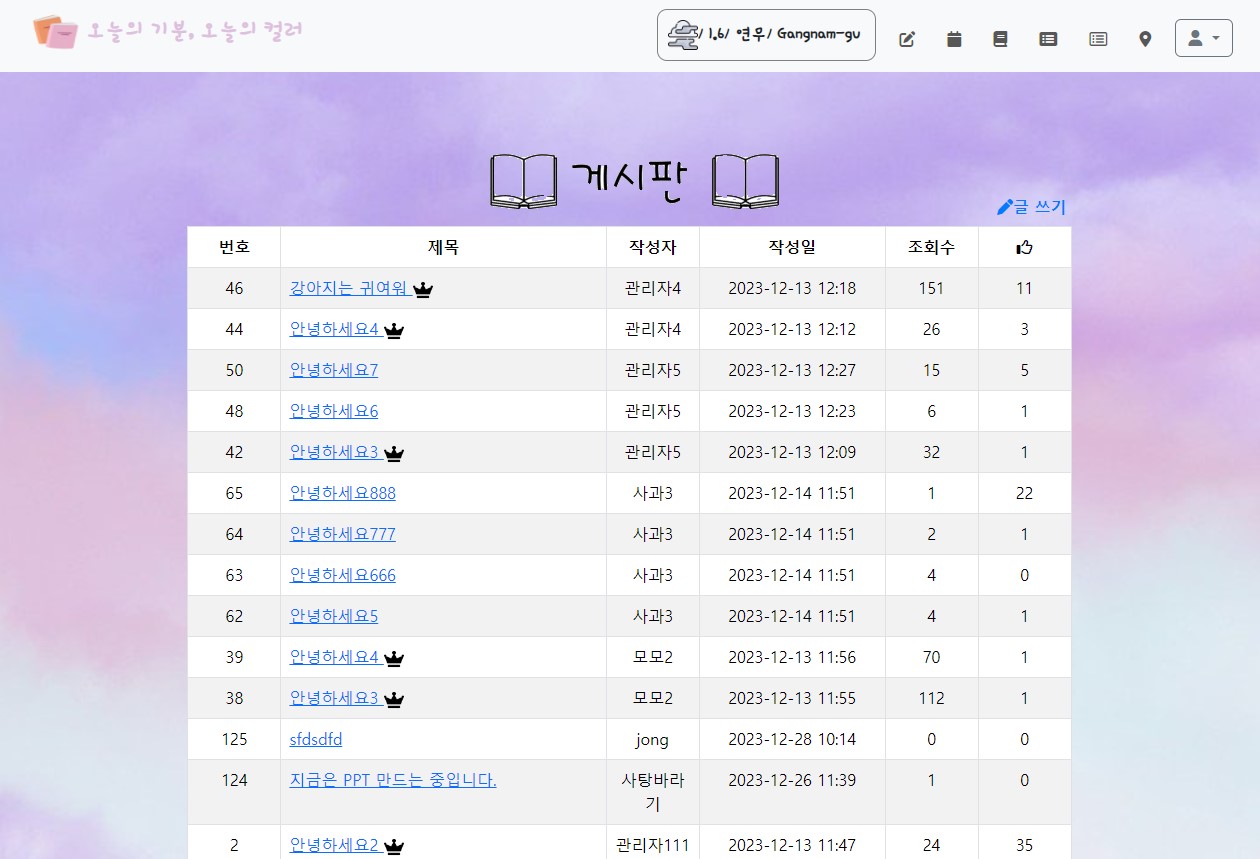 오늘의 기분, 오늘의 컬러
/ 1.6/ 연무/ Gangnam-gu
게시판
글 쓰기
번호 제목 작성자 작성일 조회수
46 강아지는 귀여워 관리자4 2023-12-13 12:18 151 11
44 안녕하세요4 관리자4 2023-12-13 12:12 26 3
50 안녕하세요7 관리자5 2023-12-13 12:27 15 5
48 안녕하세요6 관리자5 2023-12-13 12:23 6 1
42 안녕하세요3 관리자5 2023-12-13 12:09 32 1
65 안녕하세요888 사과3 2023-12-14 11:51 1 22
64 안녕하세요777 사과3 2023-12-14 11:51 2 1
63 안녕하세요666 사과3 2023-12-14 11:51 4 0
62 안녕하세요5 사과3 2023-12-14 11:51 4 1
39 안녕하세요4 모모2 2023-12-13 11:56 70 1
38 안녕하세요3 모모2 2023-12-13 11:55 112 1
125 sfdsdfd jong 2023-12-28 10:14 0 0
124 지금은 PPT 만드는 중입니다. 사탕바라 2023-12-26 11:39 1 0
기
2 안녕하세요2 관리자111 2023-12-13 11:47 24 35